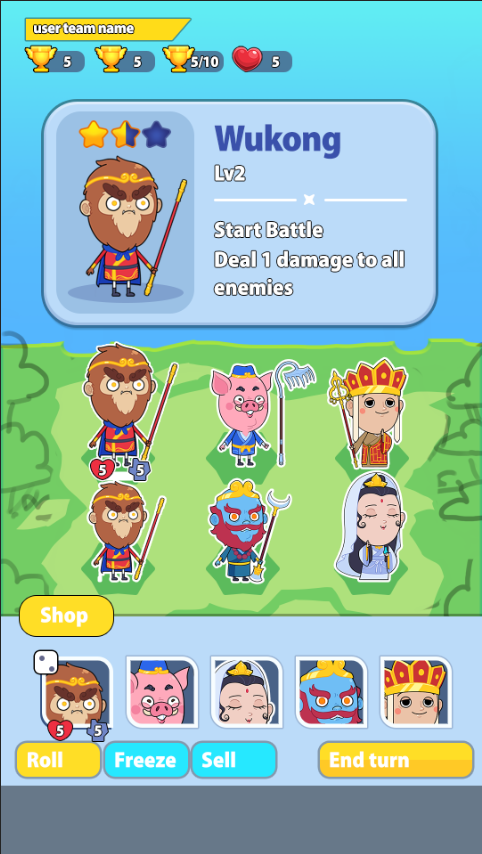 user team name
5
5
5/10
5
Wukong
Lv2
Start Battle
Deal 1 damage to all
enemies
5 5
Shop
5 5
Roll Freeze Sell End turn